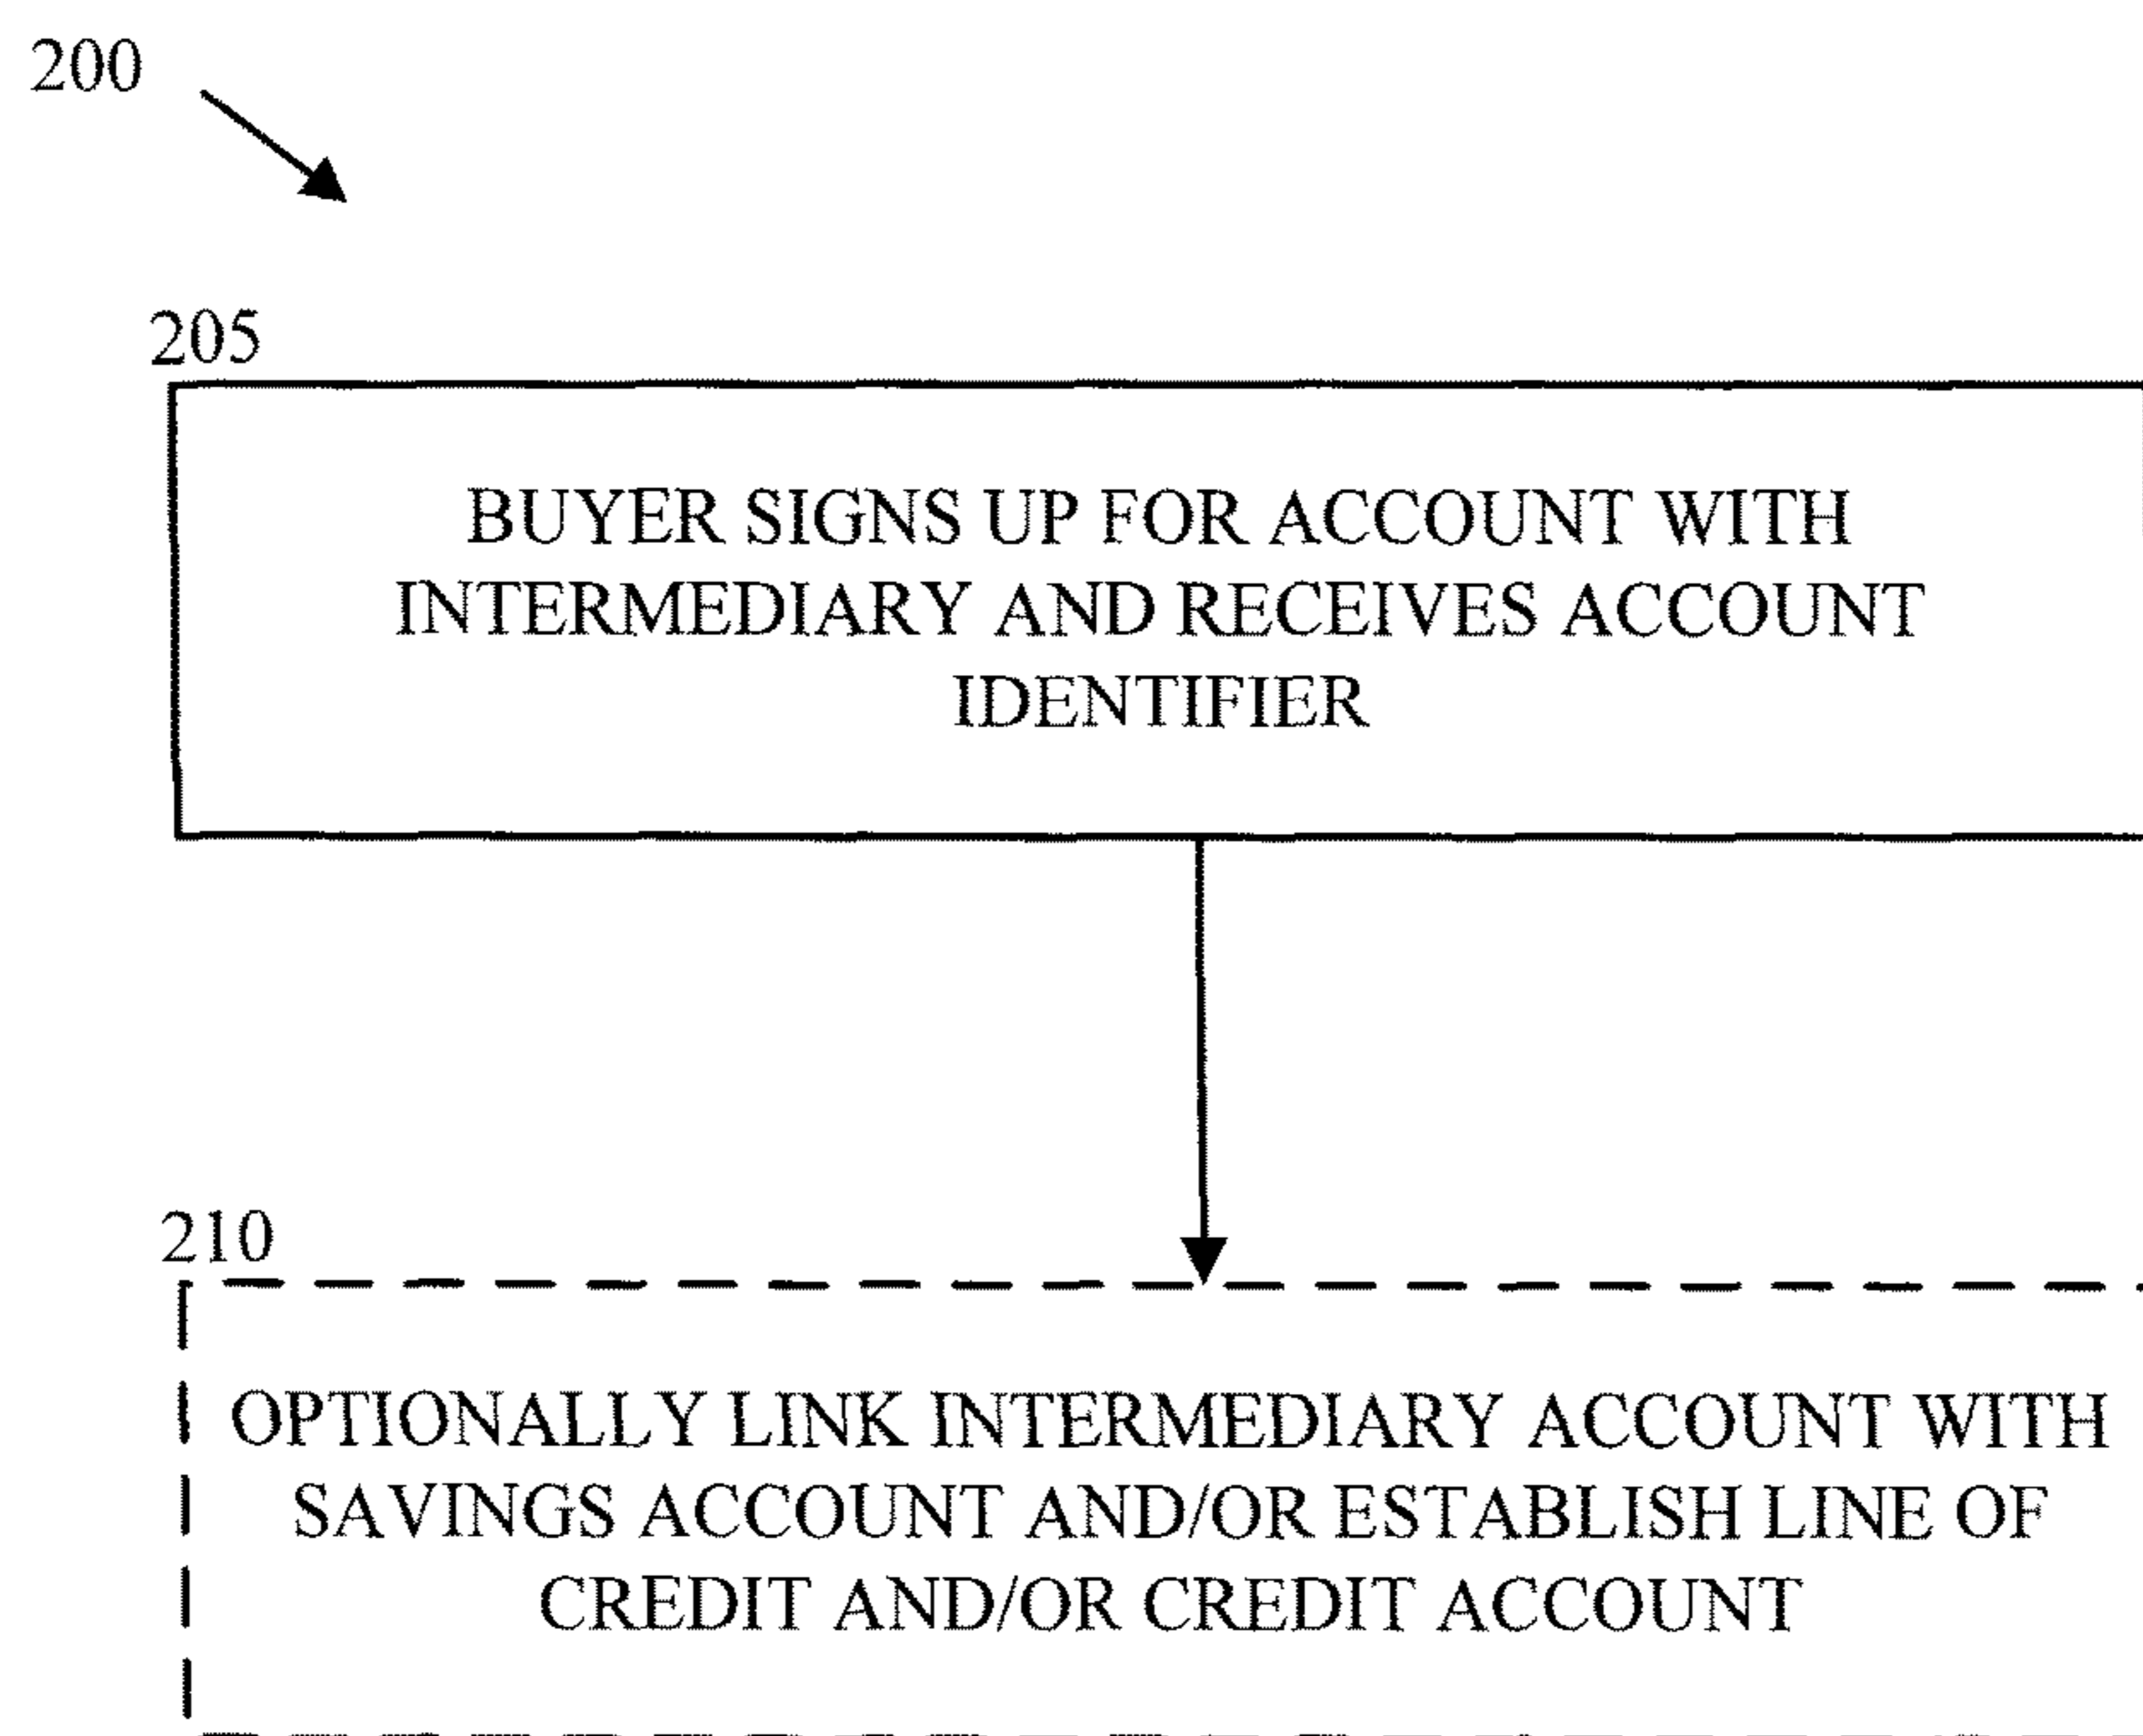 200
205
BUYER SIGNS UP FOR ACCOUNT WITH
INTERMEDIARY AND RECEIVES ACCOUNT
IDENTIFIER
210
OPTIONALLY LINK INTERMEDIARY ACCOUNT WITH
SAVINGS ACCOUNT AND/OR ESTABLISH LINE OF
CREDIT AND/OR CREDIT ACCOUNT